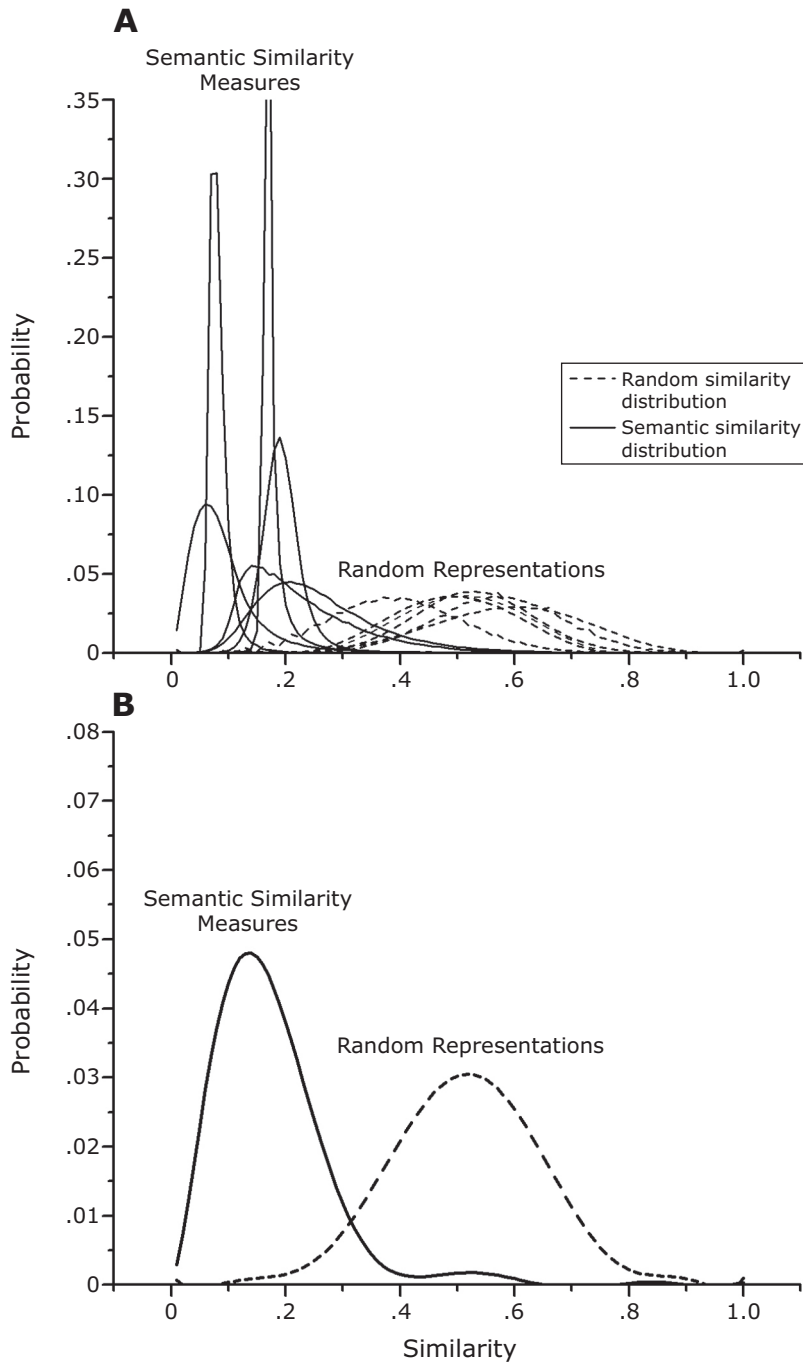 A
Semantic Similarity
Measures
.35
.30
.25
.20
.15
.10
.05
0
Probability
Random similarity
distribution
Semantic similarity
distribution
Random Representations
0 .2 .4 .6 .8 1.0
B
.08
.07
.06
.05
.04
.03
.02
.01
0
Probability
Semantic Similarity
Measures
Random Representations
0 .2 .4 .6 .8 1.0
Similarity